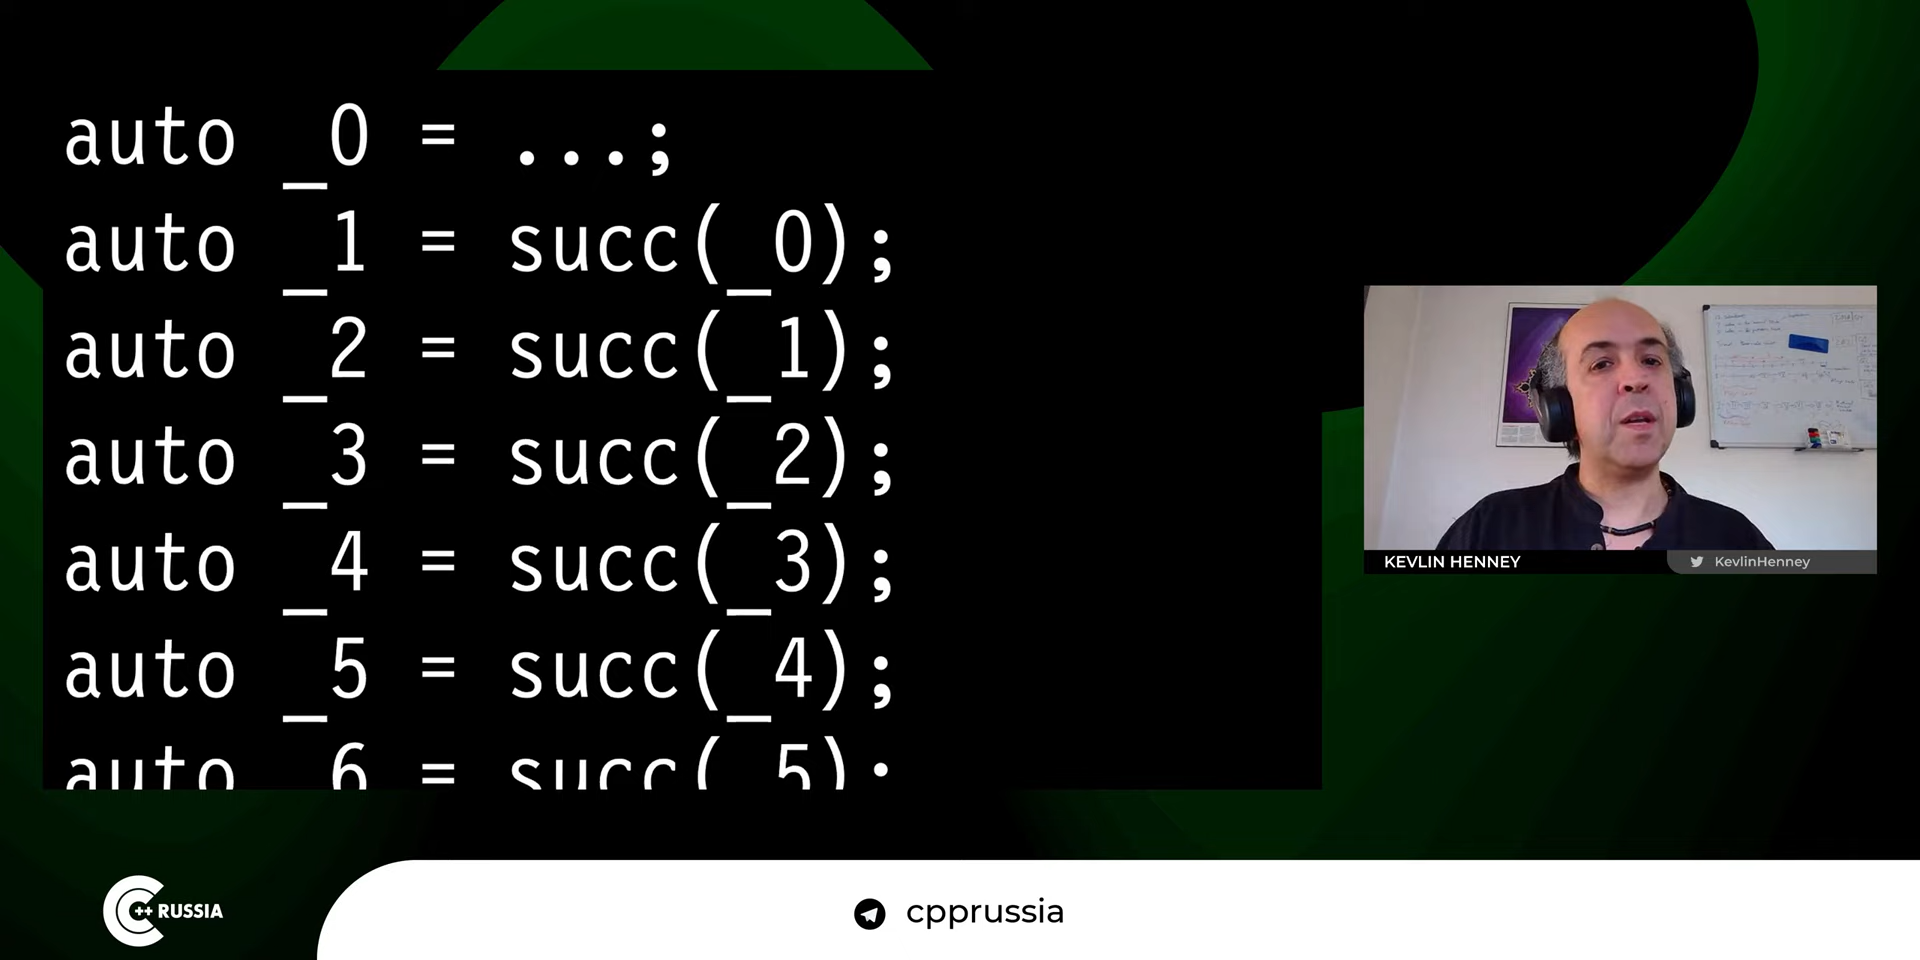 auto _0 = ...;
auto _1 = succ(_0);
auto _2 = succ(_1);
auto _3 = succ(_2);
auto _4 = succ(_3);
auto _5 = succ(_4);
auto _6 = succ(_5);
KEVLIN HENNEY
KevlinHenney
C++ RUSSIA
cpprussia